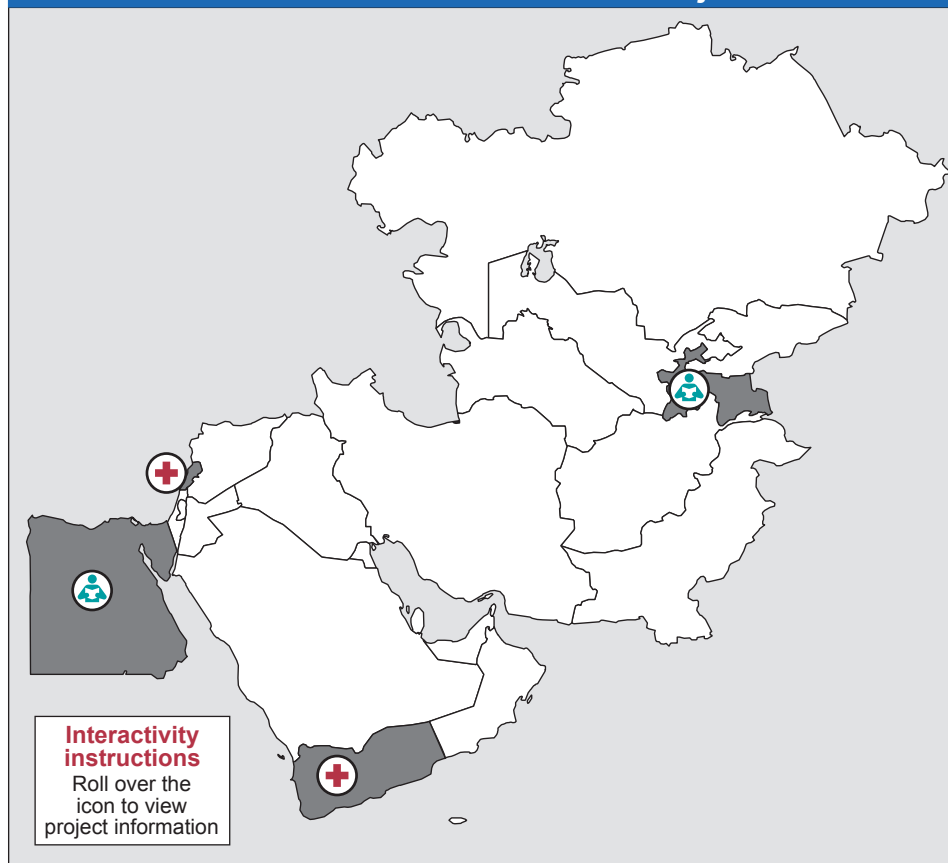 Interactivity
instructions
Roll over the
icon to view
project information